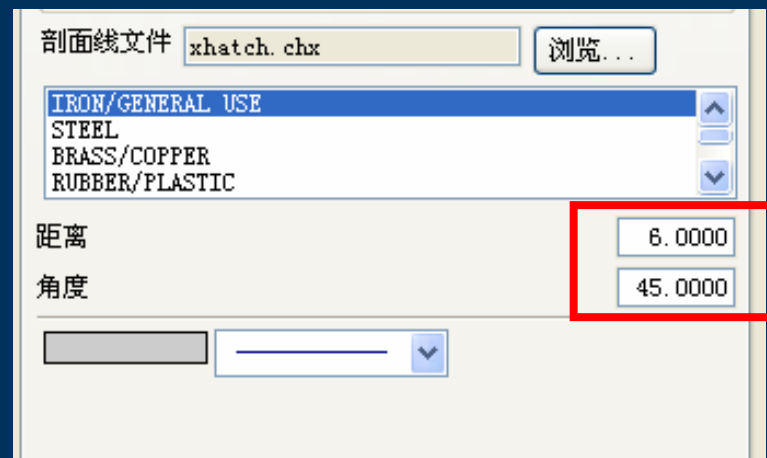 剖面线文件 xhatch.chx 浏览...
IRON/GENERAL USE
STEEL
BRASS/COPPER
RUBBER/PLASTIC
距离 6.0000
角度 45.0000